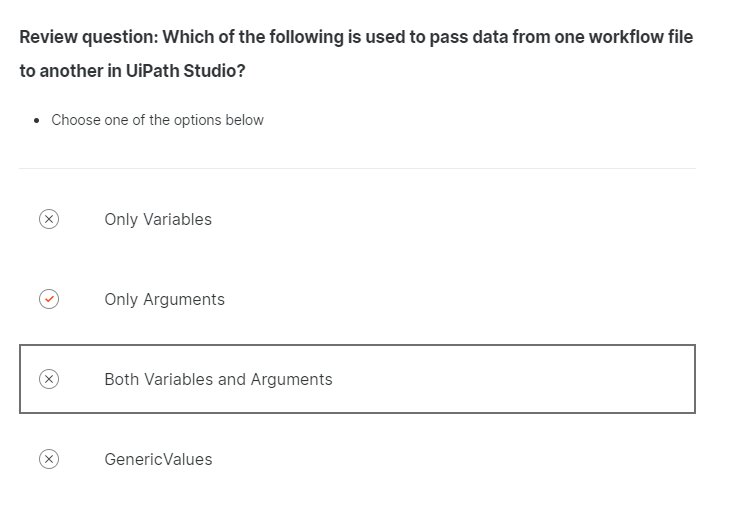 Review question: Which of the following is used to pass data from one workflow file
to another in UiPath Studio?
• Choose one of the options below
Only Variables
Only Arguments
Both Variables and Arguments
GenericValues